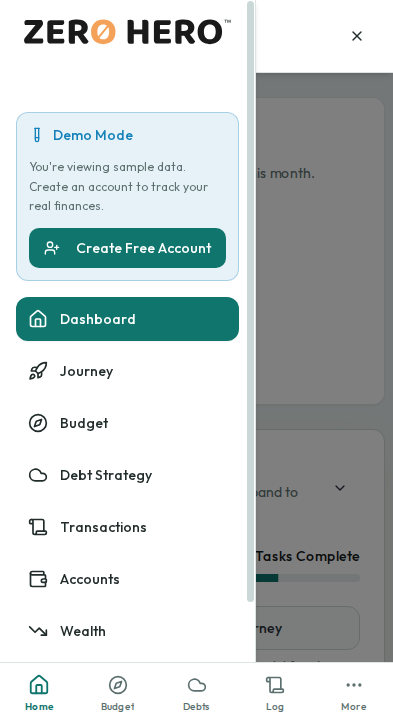 ZERO HERO™
Demo Mode
You're viewing sample data.
Create an account to track your
real finances.
Create Free Account
Dashboard
Journey
Budget
Debt Strategy
Transactions
Accounts
Wealth
is month.
pand to
Tasks Complete
rney
Home
Budget
Debts
Log
More